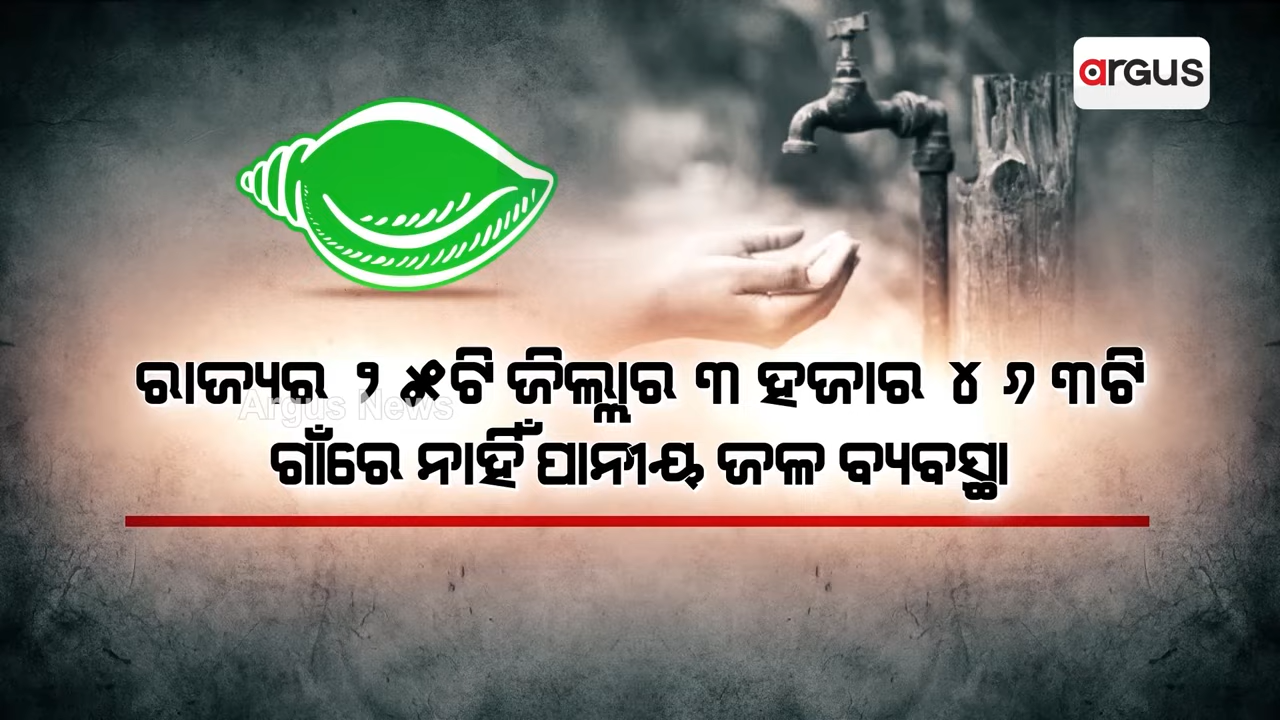 argus
ରାଜ୍ୟର ୨୫ଟି ଜିଲ୍ଲାର ୩ ହଜାର ୪୬୩ଟି
Argus News
ଗାଁରେ ନାହିଁ ପାନୀୟ ଜଳ ବ୍ୟବସ୍ଥା